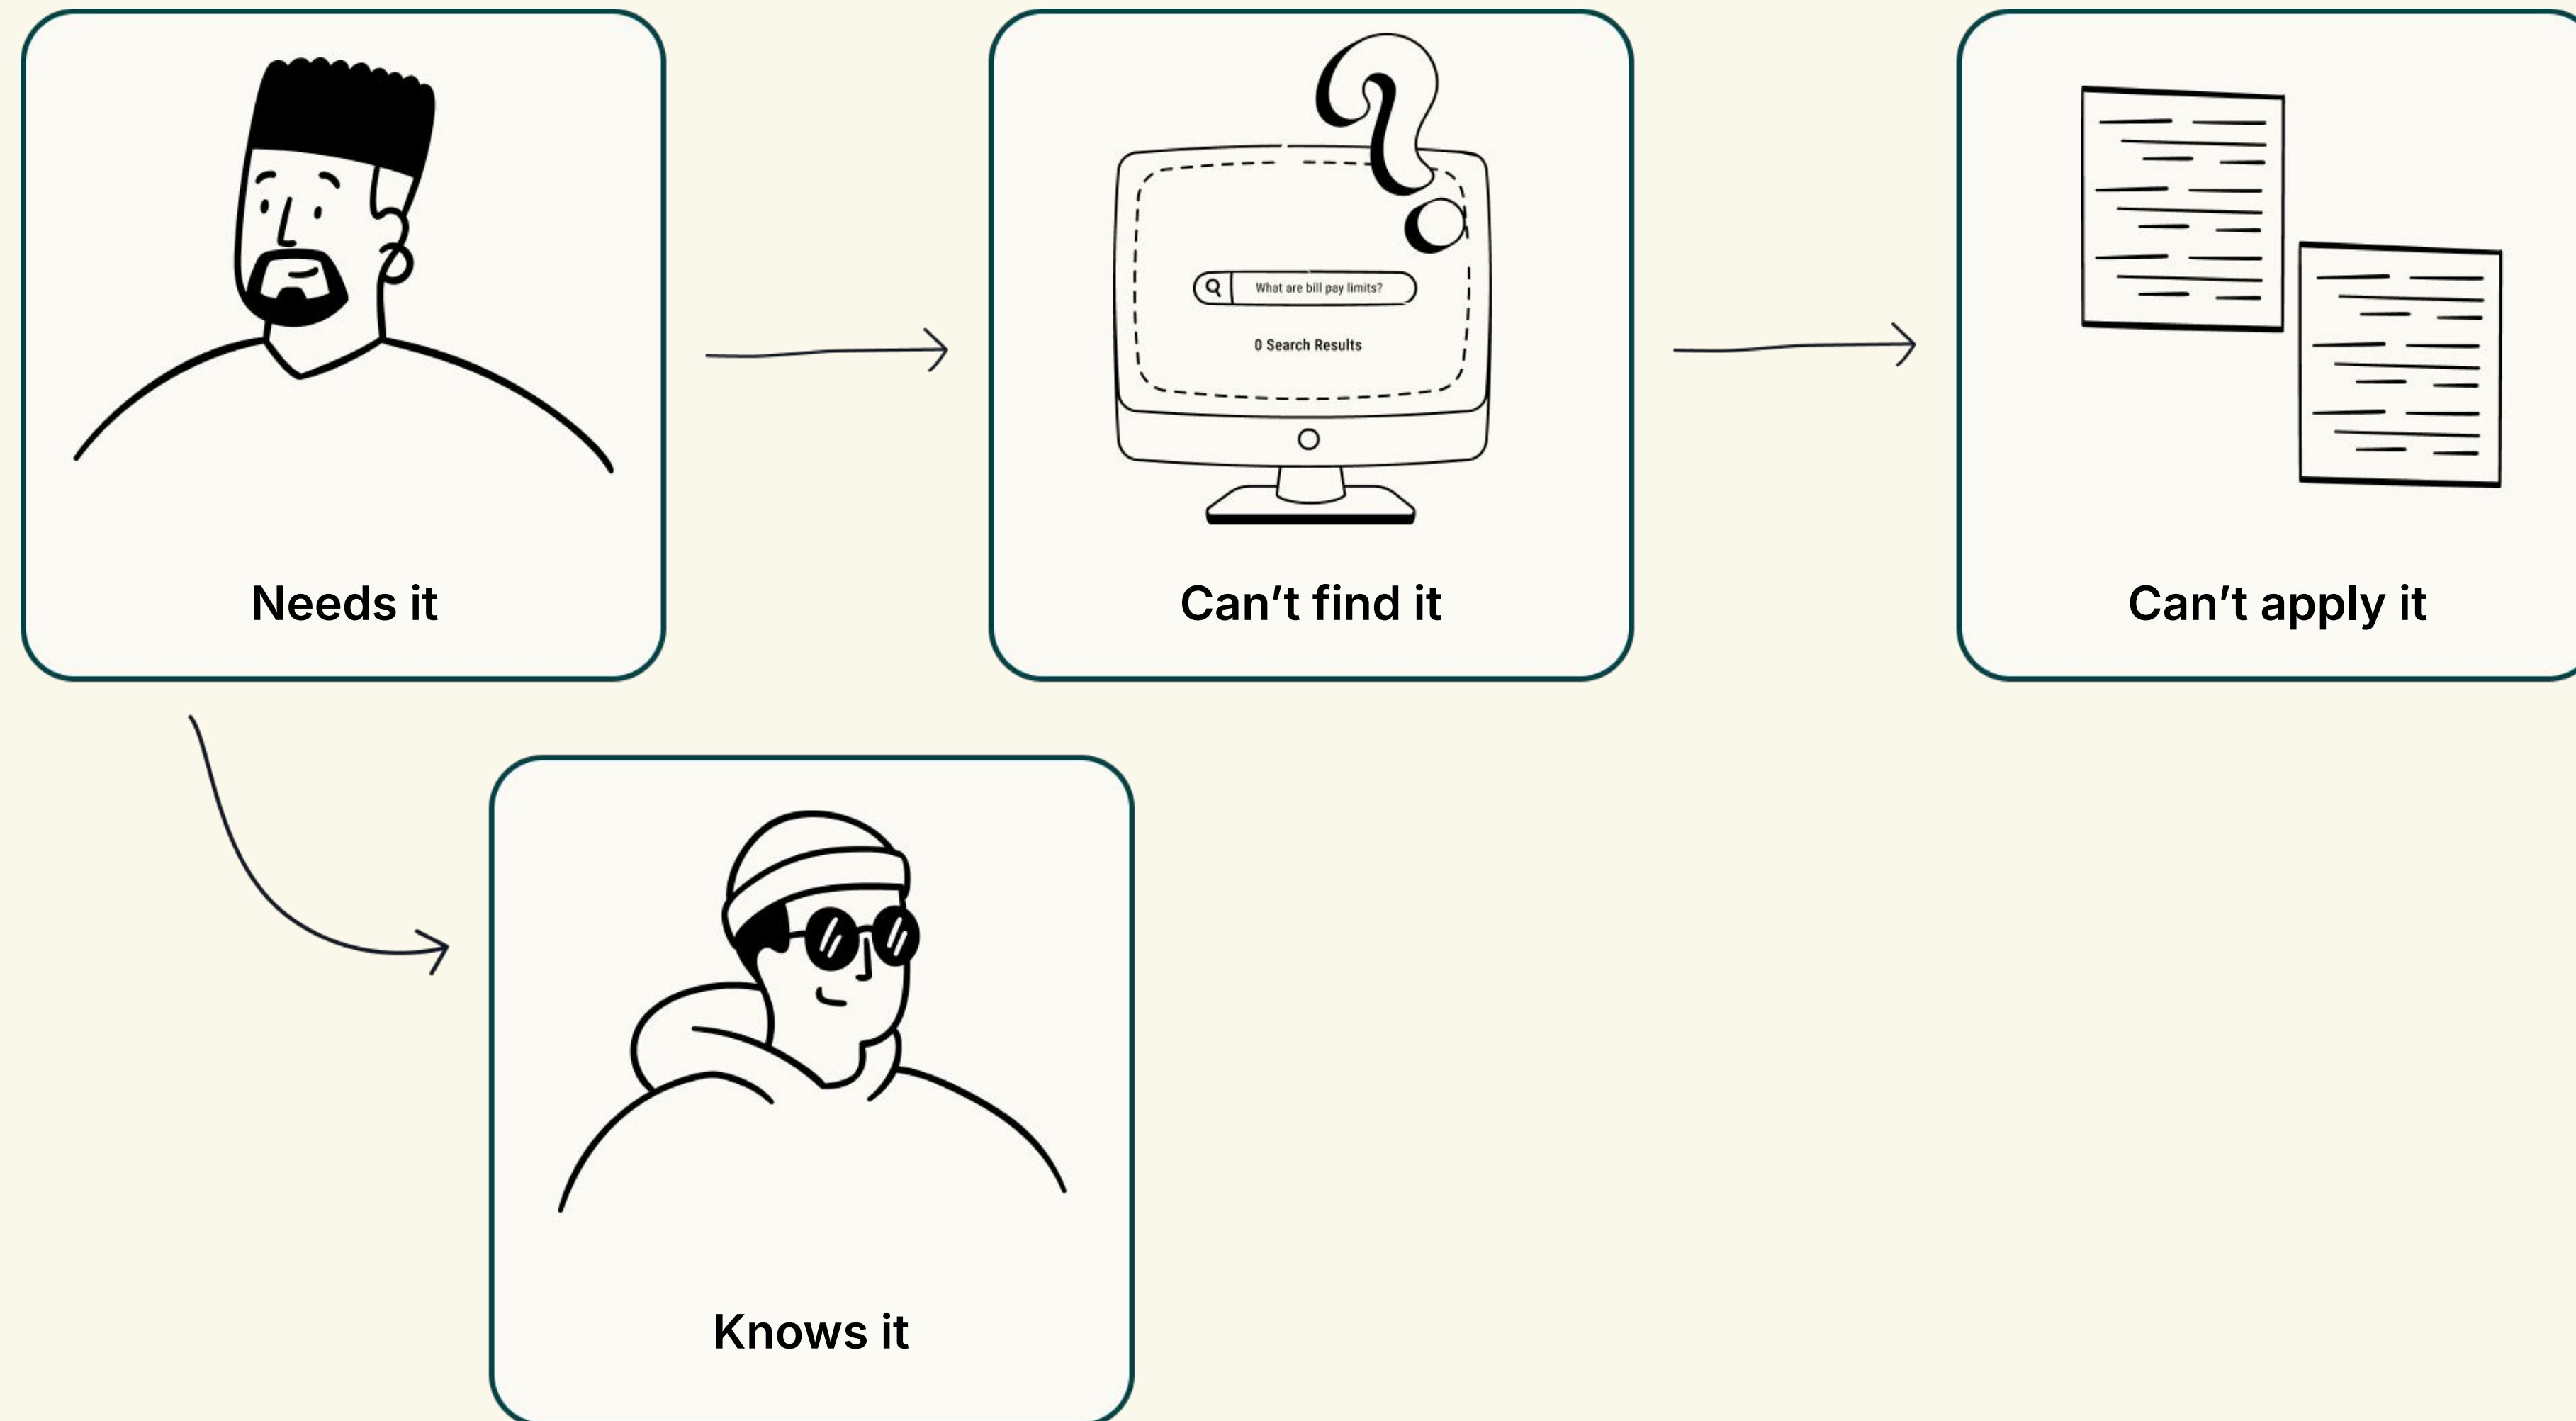 What are bill pay limits?
0 Search Results
Needs it
Can’t find it
Can’t apply it
Knows it